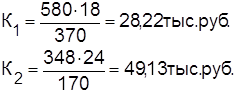 К₁ = 580·18 / 370 = 28,22тыс.руб.
К₂ = 348·24 / 170 = 49,13тыс.руб.